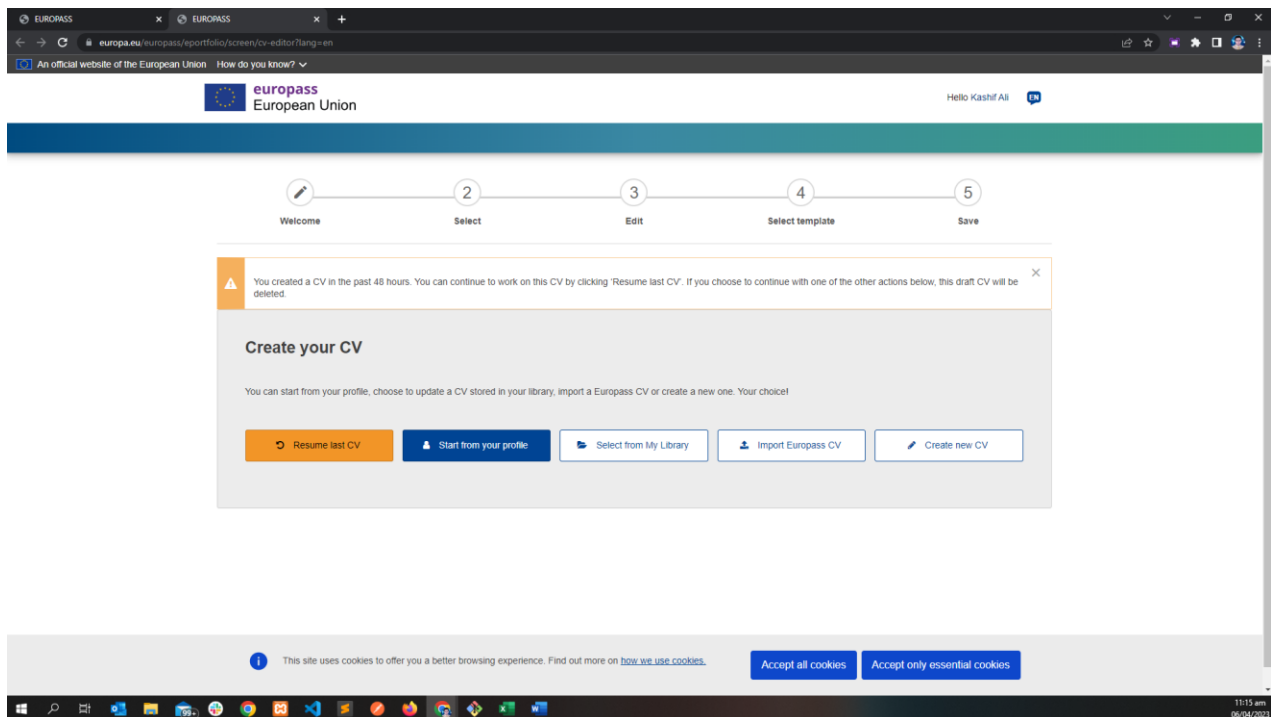 EUROPASS
EUROPASS
europa.eu/europass/eportfolio/screen/cv-editor?lang=en
An official website of the European Union How do you know?
europass
European Union
Hello Kashif Ali EN
2 3 4 5
Welcome Select Edit Select template Save
You created a CV in the past 48 hours. You can continue to work on this CV by clicking 'Resume last CV'. If you choose to continue with one of the other actions below, this draft CV will be
deleted.
Create your CV
You can start from your profile, choose to update a CV stored in your library, import a Europass CV or create a new one. Your choice!
Resume last CV Start from your profile Select from My Library Import Europass CV Create new CV
This site uses cookies to offer you a better browsing experience. Find out more on how we use cookies.
Accept all cookies Accept only essential cookies
99+
11:15 am
06/04/2023